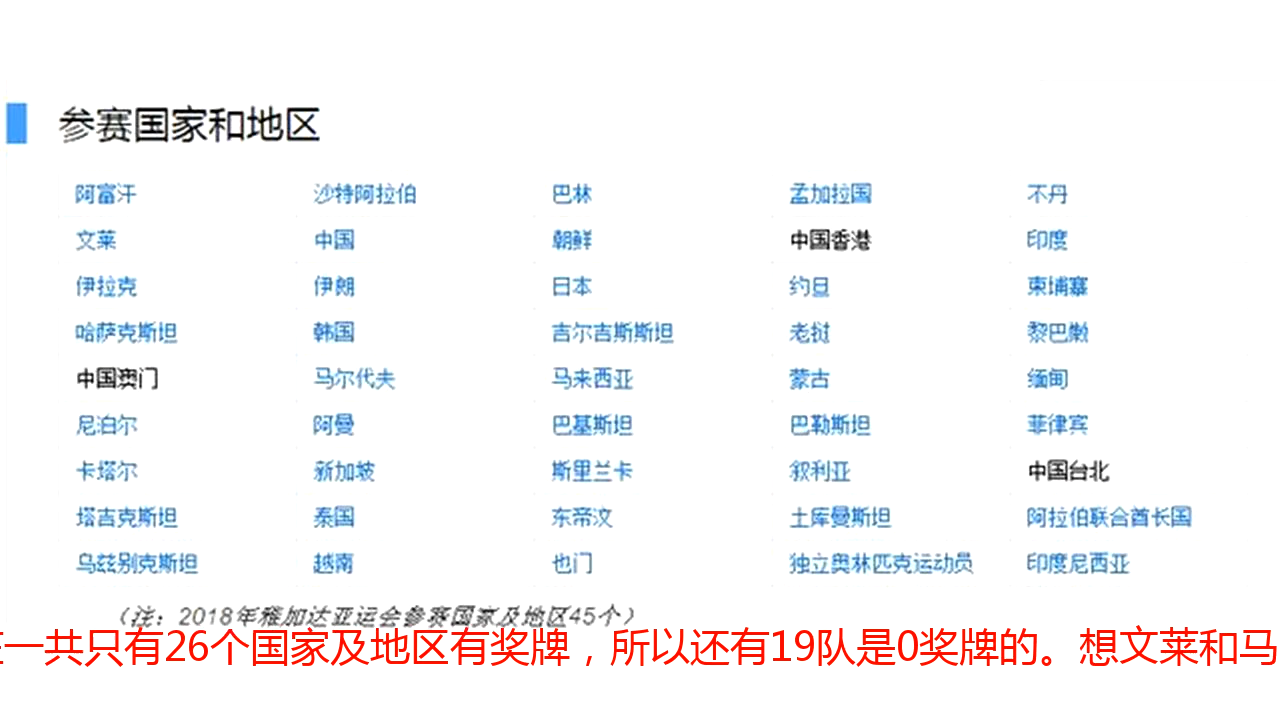 参赛国家和地区
阿富汗 沙特阿拉伯 巴林 孟加拉国 不丹
文莱 中国 朝鲜 中国香港 印度
伊拉克 伊朗 日本 约旦 柬埔寨
哈萨克斯坦 韩国 吉尔吉斯斯坦 老挝 黎巴嫩
中国澳门 马尔代夫 马来西亚 蒙古 缅甸
尼泊尔 阿曼 巴基斯坦 巴勒斯坦 菲律宾
卡塔尔 新加坡 斯里兰卡 叙利亚 中国台北
塔吉克斯坦 泰国 东帝汶 土库曼斯坦 阿拉伯联合酋长国
乌兹别克斯坦 越南 也门 独立奥林匹克运动员 印度尼西亚
（注：2018年雅加达亚运会参赛国家及地区45个）
一共只有26个国家及地区有奖牌，所以还有19队是0奖牌的。想文莱和马